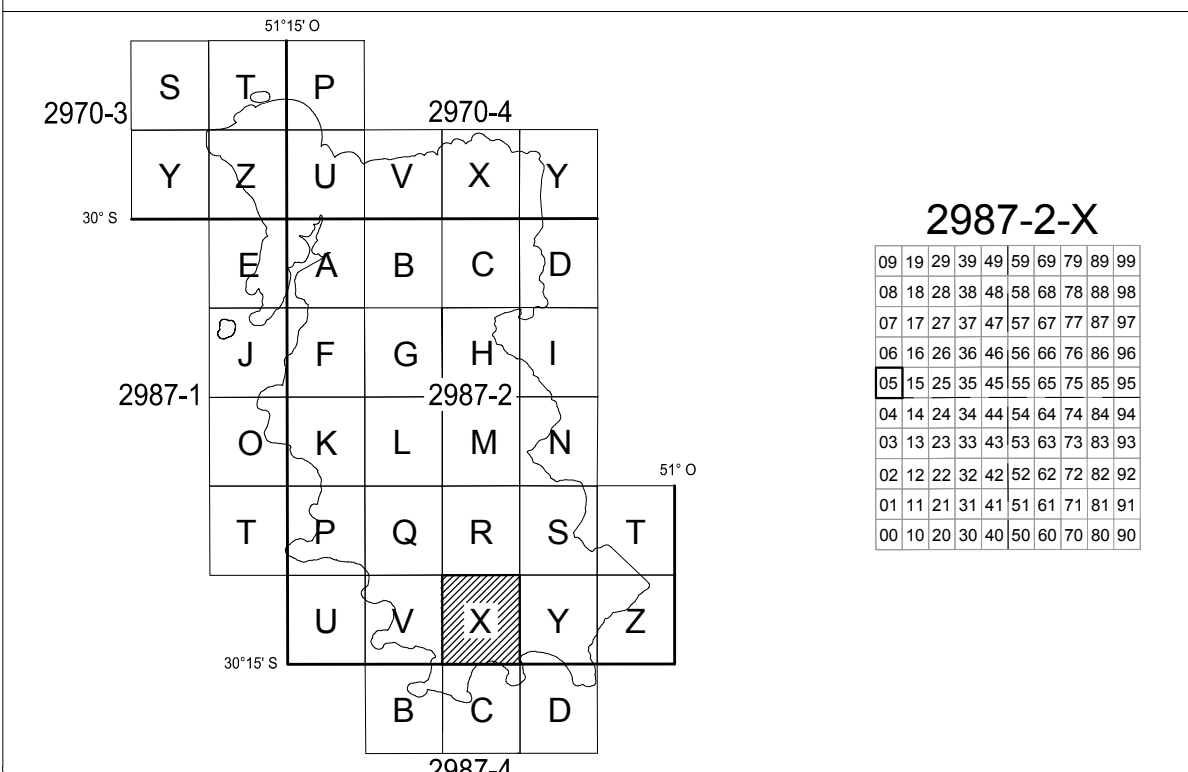 51°15' O
S T P
2970-3 2970-4
Y Z U V X Y
30° S
E A B C D
J F G H I
2987-1 2987-2
O K L M N
51° O
T P Q R S T
U V X Y Z
30°15' S
B C D
2987-4
2987-2-X
09 19 29 39 49 59 69 79 89 99
08 18 28 38 48 58 68 78 88 98
07 17 27 37 47 57 67 77 87 97
06 16 26 36 46 56 66 76 86 96
05 15 25 35 45 55 65 75 85 95
04 14 24 34 44 54 64 74 84 94
03 13 23 33 43 53 63 73 83 93
02 12 22 32 42 52 62 72 82 92
01 11 21 31 41 51 61 71 81 91
00 10 20 30 40 50 60 70 80 90